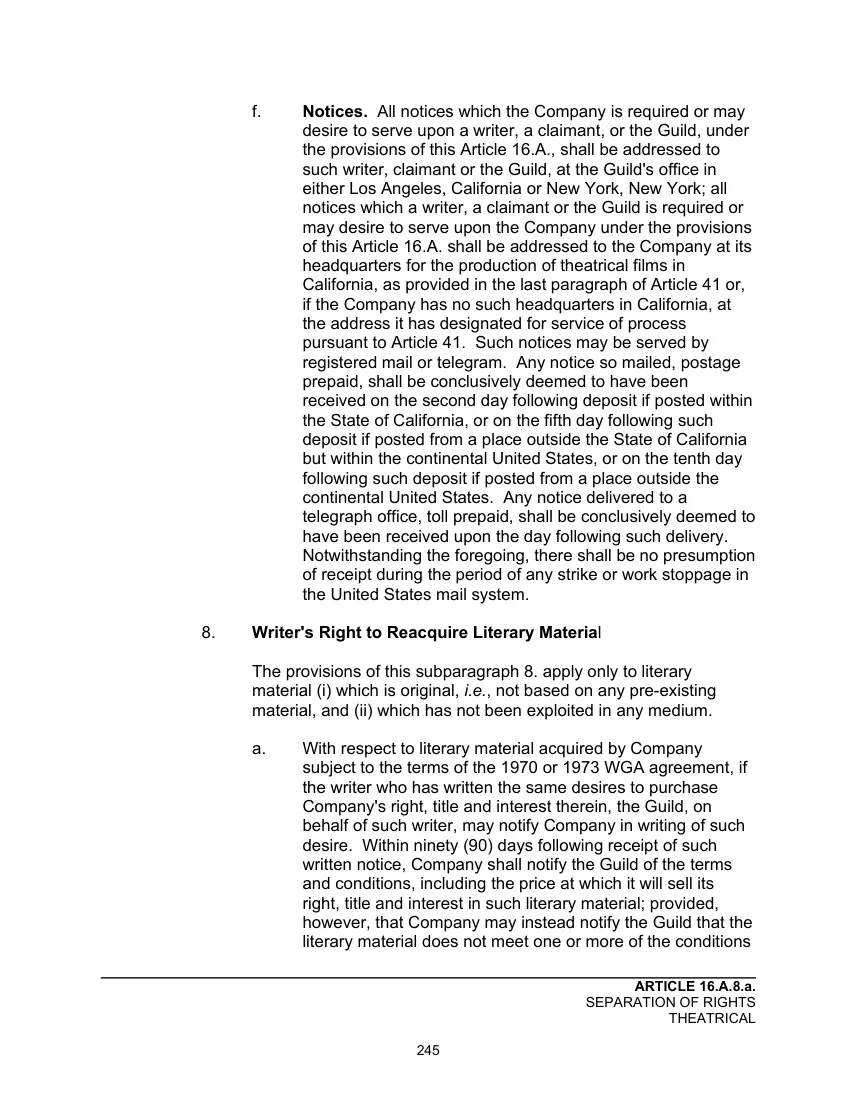 f. Notices. All notices which the Company is required or may
desire to serve upon a writer, a claimant, or the Guild, under
the provisions of this Article 16.A., shall be addressed to
such writer, claimant or the Guild, at the Guild's office in
either Los Angeles, California or New York, New York; all
notices which a writer, a claimant or the Guild is required or
may desire to serve upon the Company under the provisions
of this Article 16.A. shall be addressed to the Company at its
headquarters for the production of theatrical films in
California, as provided in the last paragraph of Article 41 or,
if the Company has no such headquarters in California, at
the address it has designated for service of process
pursuant to Article 41. Such notices may be served by
registered mail or telegram. Any notice so mailed, postage
prepaid, shall be conclusively deemed to have been
received on the second day following deposit if posted within
the State of California, or on the fifth day following such
deposit if posted from a place outside the State of California
but within the continental United States, or on the tenth day
following such deposit if posted from a place outside the
continental United States. Any notice delivered to a
telegraph office, toll prepaid, shall be conclusively deemed to
have been received upon the day following such delivery.
Notwithstanding the foregoing, there shall be no presumption
of receipt during the period of any strike or work stoppage in
the United States mail system.
8. Writer's Right to Reacquire Literary Material
The provisions of this subparagraph 8. apply only to literary
material (i) which is original, i.e., not based on any pre-existing
material, and (ii) which has not been exploited in any medium.
a. With respect to literary material acquired by Company
subject to the terms of the 1970 or 1973 WGA agreement, if
the writer who has written the same desires to purchase
Company's right, title and interest therein, the Guild, on
behalf of such writer, may notify Company in writing of such
desire. Within ninety (90) days following receipt of such
written notice, Company shall notify the Guild of the terms
and conditions, including the price at which it will sell its
right, title and interest in such literary material; provided,
however, that Company may instead notify the Guild that the
literary material does not meet one or more of the conditions
ARTICLE 16.A.8.a.
SEPARATION OF RIGHTS
THEATRICAL
245